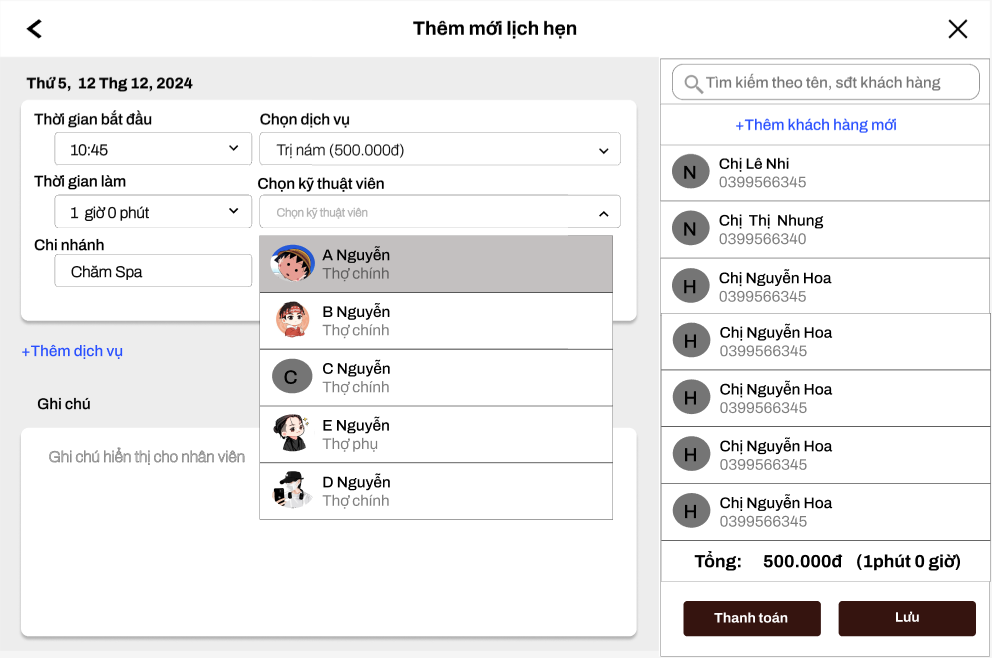 Thêm mới lịch hẹn
Thứ 5, 12 Thg 12, 2024
Thời gian bắt đầu
10:45
Thời gian làm
1 giờ 0 phút
Chi nhánh
Chăm Spa
Chọn dịch vụ
Trị nám (500.000đ)
Chọn kỹ thuật viên
Chọn kỹ thuật viên
A Nguyễn
Thợ chính
B Nguyễn
Thợ chính
C
C Nguyễn
Thợ chính
E Nguyễn
Thợ phụ
D Nguyễn
Thợ chính
+Thêm dịch vụ
Ghi chú
Ghi chú hiển thị cho nhân viên
Tìm kiếm theo tên, sđt khách hàng
+Thêm khách hàng mới
N
Chị Lê Nhi
0399566345
N
Chị Thị Nhung
0399566340
H
Chị Nguyễn Hoa
0399566345
H
Chị Nguyễn Hoa
0399566345
H
Chị Nguyễn Hoa
0399566345
H
Chị Nguyễn Hoa
0399566345
H
Chị Nguyễn Hoa
0399566345
Tổng: 500.000đ (1phút 0 giờ)
Thanh toán
Lưu